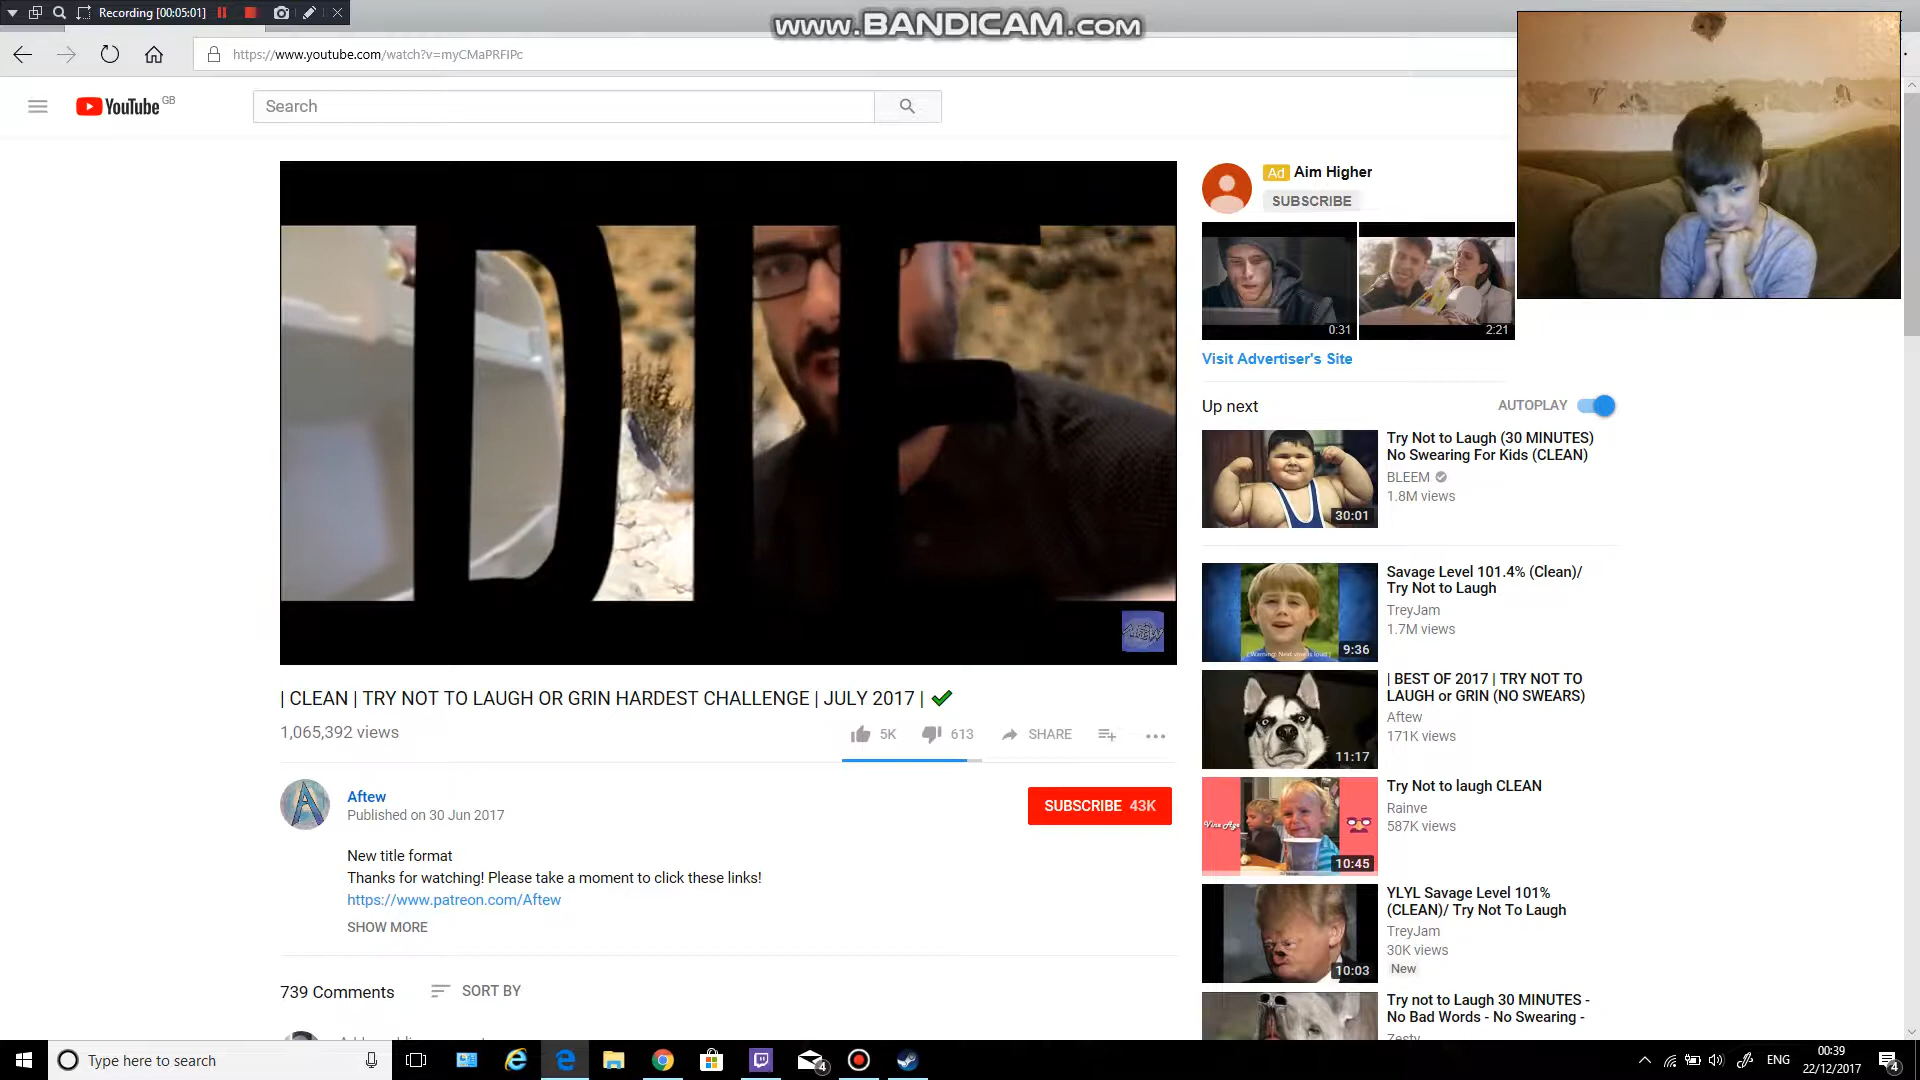 Recording [00:05:01]
www.BANDICAM.com
https://www.youtube.com/watch?v=myCMaPRFIPc
YouTube GB
Search
DIE
Ad Aim Higher
SUBSCRIBE
0:31
2:21
Visit Advertiser's Site
Up next
AUTOPLAY
Try Not to Laugh (30 MINUTES)
No Swearing For Kids (CLEAN)
BLEEM
1.8M views
30:01
Savage Level 101.4% (Clean)/
Try Not to Laugh
TreyJam
1.7M views
9:36
| BEST OF 2017 | TRY NOT TO
LAUGH or GRIN (NO SWEARS)
Aftew
171K views
11:17
Try Not to laugh CLEAN
Rainve
587K views
10:45
YLYL Savage Level 101%
(CLEAN)/ Try Not To Laugh
TreyJam
30K views
New
10:03
Try not to Laugh 30 MINUTES -
No Bad Words - No Swearing -
| CLEAN | TRY NOT TO LAUGH OR GRIN HARDEST CHALLENGE | JULY 2017 | ✔
1,065,392 views
5K
613
SHARE
Aftew
Published on 30 Jun 2017
SUBSCRIBE 43K
New title format
Thanks for watching! Please take a moment to click these links!
https://www.patreon.com/Aftew
SHOW MORE
739 Comments
SORT BY
Type here to search
4
ENG
00:39
22/12/2017
4